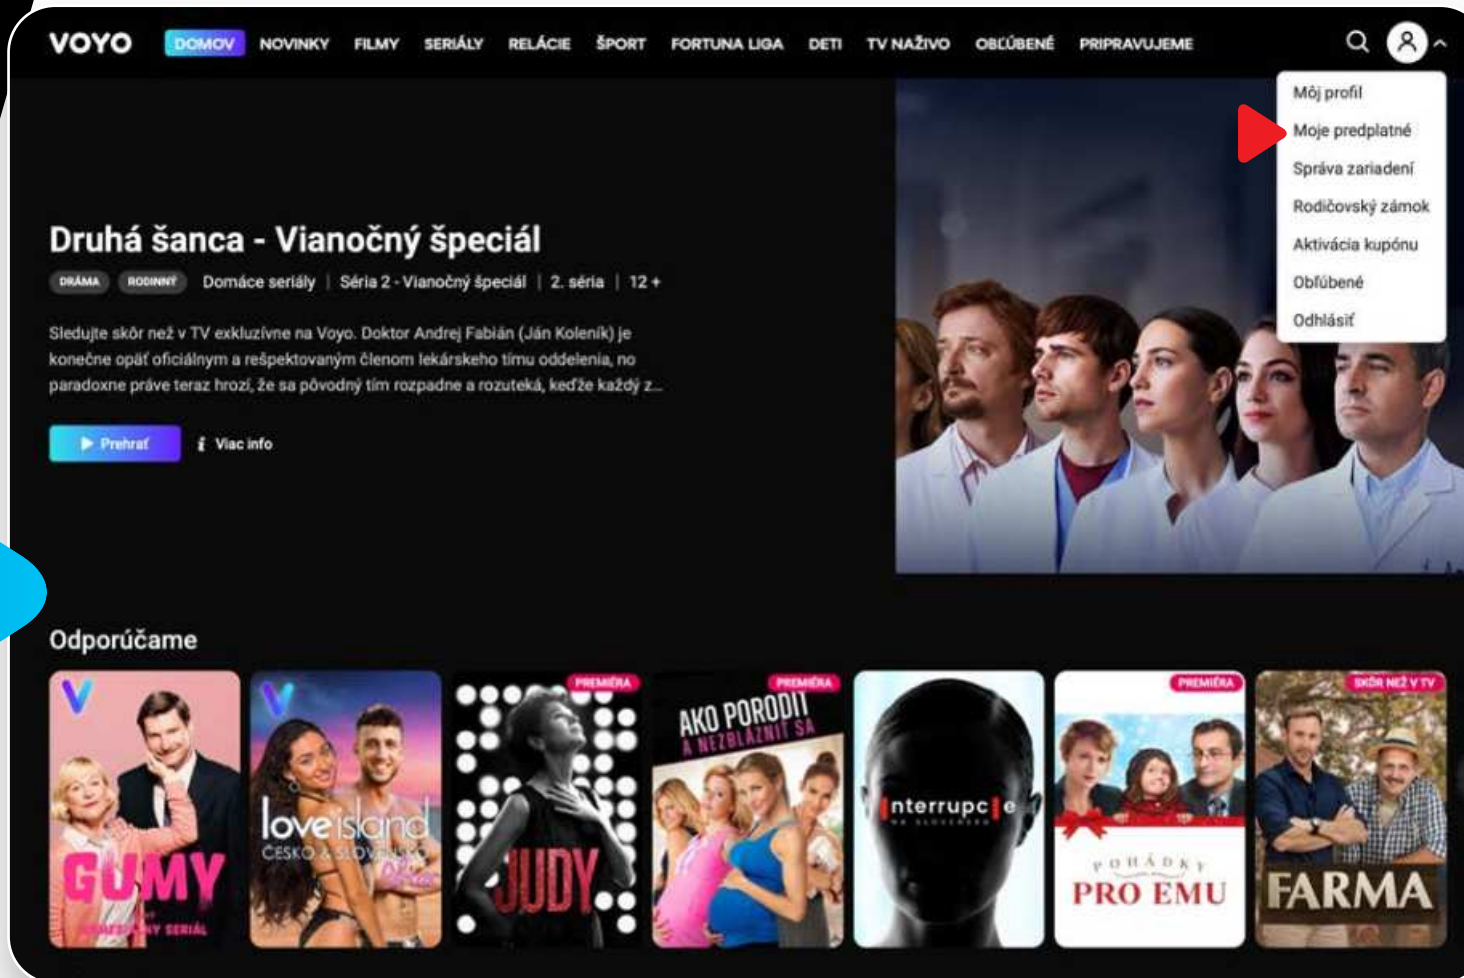 VOYO
DOMOV
NOVINKY
FILMY
SERIÁLY
RELÁCIE
ŠPORT
FORTUNA LIGA
DETI
TV NAŽIVO
OBĽÚBENÉ
PRIPRAVUJEME
Môj profil
Moje predplatné
Správa zariadení
Rodičovský zámok
Aktivácia kupónu
Obľúbené
Odhlásiť
Druhá šanca - Vianočný špeciál
DRÁMA
RODINNÝ
Domáce seriály | Séria 2 - Vianočný špeciál | 2. séria | 12 +
Sledujte skôr než v TV exkluzívne na Voyo. Doktor Andrej Fabián (Ján Koleník) je
konečne opäť oficiálnym a rešpektovaným členom lekárskeho tímu oddelenia, no
paradoxne práve teraz hrozí, že sa pôvodný tím rozpadne a rozuteká, keďže každý z...
Prehrať
Viac info
Odporúčame
GUMY
SERIÁL
love island
ČESKO & SLOVENSKO
PREMIÉRA
JUDY
PREMIÉRA
AKO PORODIŤ
A NEZBLÁZNIŤ SA
Interrupcie
NA SLOVENSKU
PREMIÉRA
POHÁDKY
PRO EMU
SKÔR NEŽ V TV
FARMA